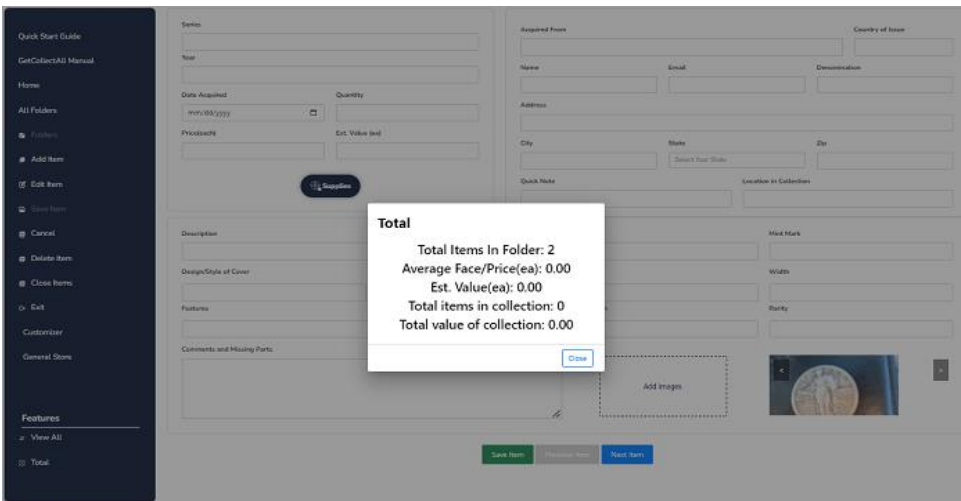 Quick Start Guide
GetCollectAll Manual
Home
All Folders
Folders
Add Item
Edit Item
Save Item
Cancel
Delete Item
Close Items
Exit
Customizer
General Store
Features
View All
Total
Series
Year
Date Acquired
Quantity
mm/dd/yyyy
Price(each)
Est. Value (ea)
Supplies
Acquired From
Country of Issue
Name
Email
Denomination
Address
City
State
Zip
Select Your State
Quick Note
Location in Collection
Description
Mint Mark
Design/Style of Cover
Width
Features
Purity
Comments and Missing Parts
Add Images
<
>
Total
Total Items In Folder: 2
Average Face/Price(ea): 0.00
Est. Value(ea): 0.00
Total items in collection: 0
Total value of collection: 0.00
Close
Save Item
Previous Item
Next Item